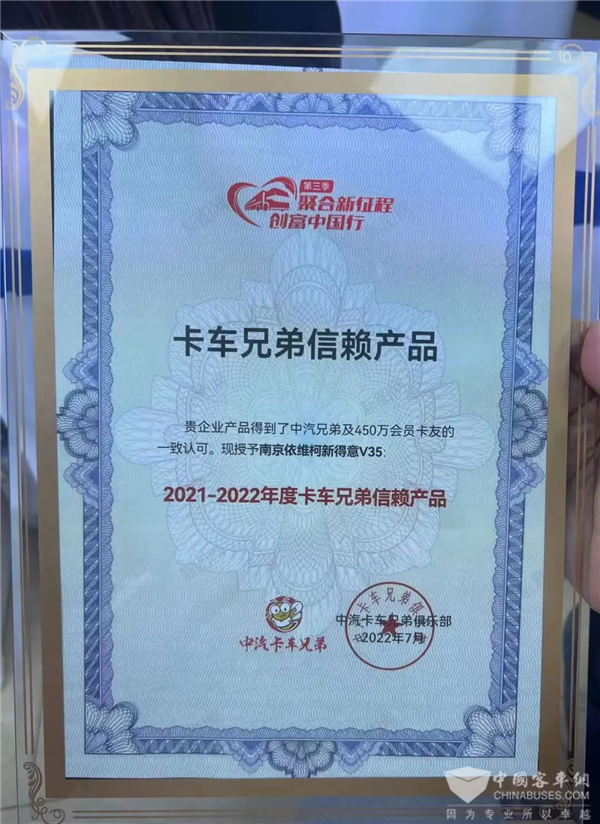 第三季
聚合新征程
创富中国行
卡车兄弟信赖产品
贵企业产品得到了中汽兄弟及450万会员卡友的
一致认可。现授予南京依维柯新得意V35:
2021-2022年度卡车兄弟信赖产品
中汽卡车兄弟
中汽卡车兄弟俱乐部
2022年7月
中國客車網
CHINABUSES.COM
因为专业所以卓越